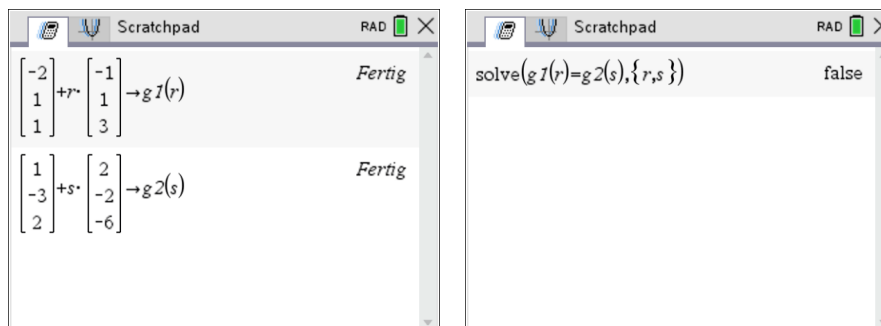 Scratchpad RAD
[-2 1 1]+r·[-1 1 3]→g1(r) Fertig
[1 -3 2]+s·[2 -2 -6]→g2(s) Fertig
Scratchpad RAD
solve(g1(r)=g2(s),{r,s}) false